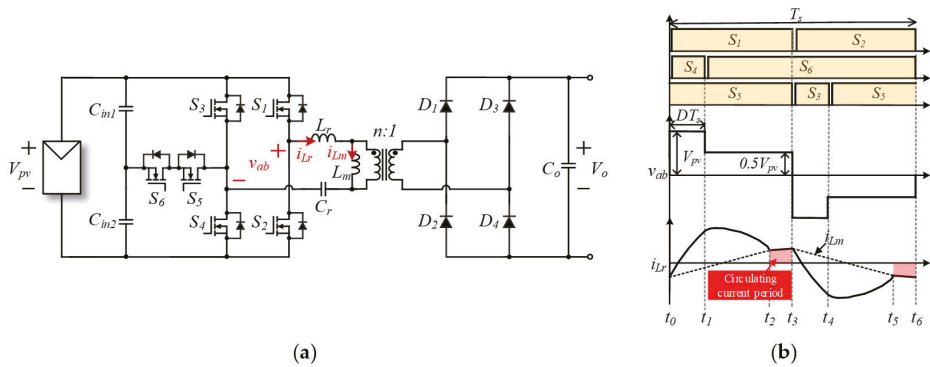 V_pv
+
−
C_in1
C_in2
S_6 S_5
S_3 S_1
S_4 S_2
L_r
i_Lr
i_Lm
L_m
+
v_ab
−
C_r
n:1
D_1 D_3
D_2 D_4
C_o
+
V_o
−
(a)
T_s
S_1 S_2
S_4 S_6
S_5 S_3 S_5
DT_s
V_pv
0.5V_pv
v_ab
i_Lm
i_Lr
Circulating
current period
t_0 t_1 t_2 t_3 t_4 t_5 t_6
(b)